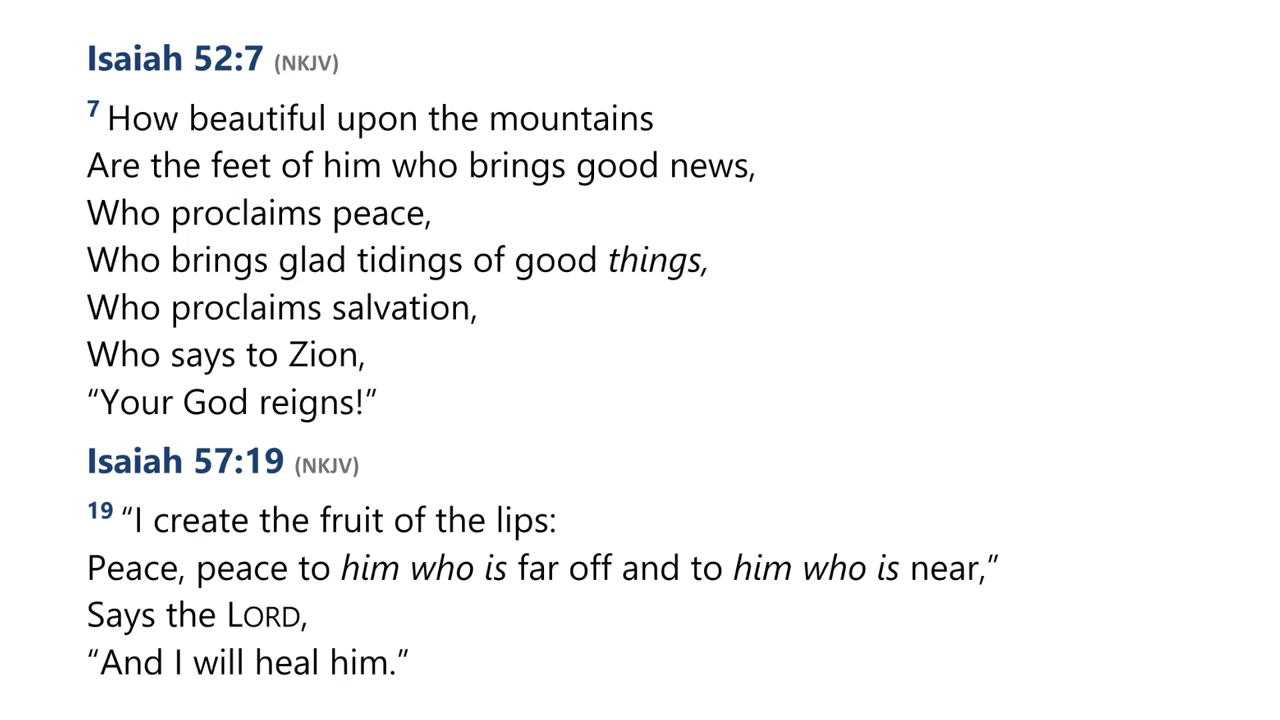 Isaiah 52:7 (NKJV)
7 How beautiful upon the mountains
Are the feet of him who brings good news,
Who proclaims peace,
Who brings glad tidings of good things,
Who proclaims salvation,
Who says to Zion,
“Your God reigns!”
Isaiah 57:19 (NKJV)
19 “I create the fruit of the lips:
Peace, peace to him who is far off and to him who is near,”
Says the LORD,
“And I will heal him.”